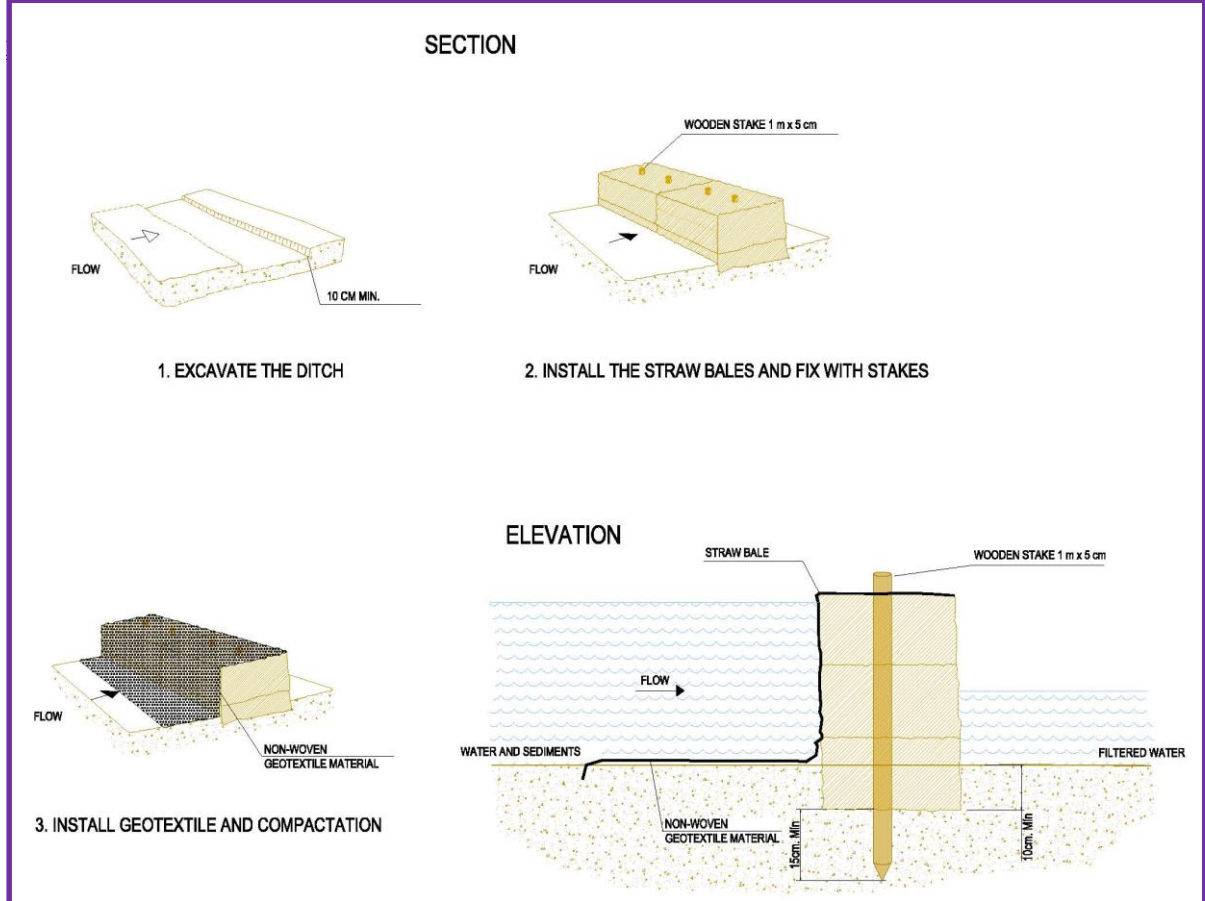 SECTION
WOODEN STAKE 1 m x 5 cm
FLOW
10 CM MIN.
FLOW
1. EXCAVATE THE DITCH
2. INSTALL THE STRAW BALES AND FIX WITH STAKES
ELEVATION
STRAW BALE
WOODEN STAKE 1 m x 5 cm
FLOW
FLOW
NON-WOVEN
GEOTEXTILE MATERIAL
WATER AND SEDIMENTS
FILTERED WATER
3. INSTALL GEOTEXTILE AND COMPACTATION
NON-WOVEN
GEOTEXTILE MATERIAL
15cm. Mín
10cm. Mín